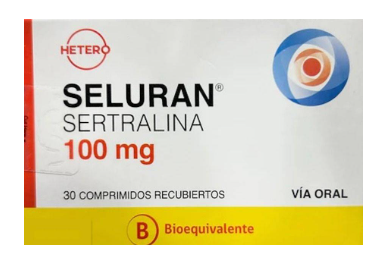 HETERO
SELURAN®
SERTRALINA
100 mg
30 COMPRIMIDOS RECUBIERTOS
VÍA ORAL
B Bioequivalente